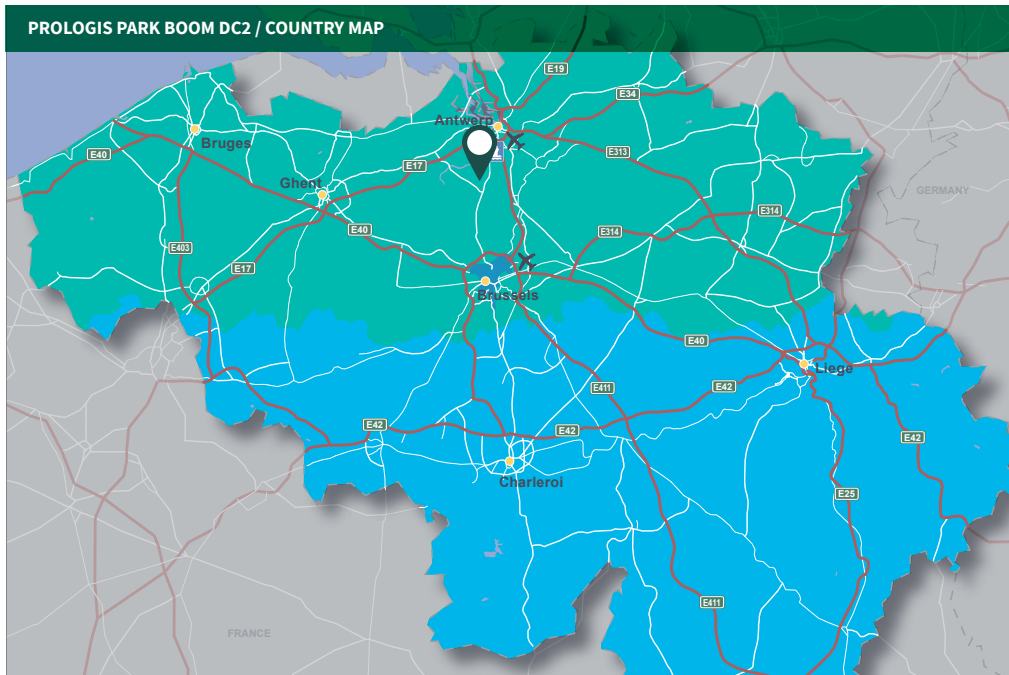 PROLOGIS PARK BOOM DC2 / COUNTRY MAP
E19
E34
Antwerp
Bruges
E313
E40
E17
Ghent
GERMANY
E314
E40
E314
E403
E17
Brussels
E40
Liege
E42
E411
E42
E42
E42
Charleroi
E25
E411
FRANCE